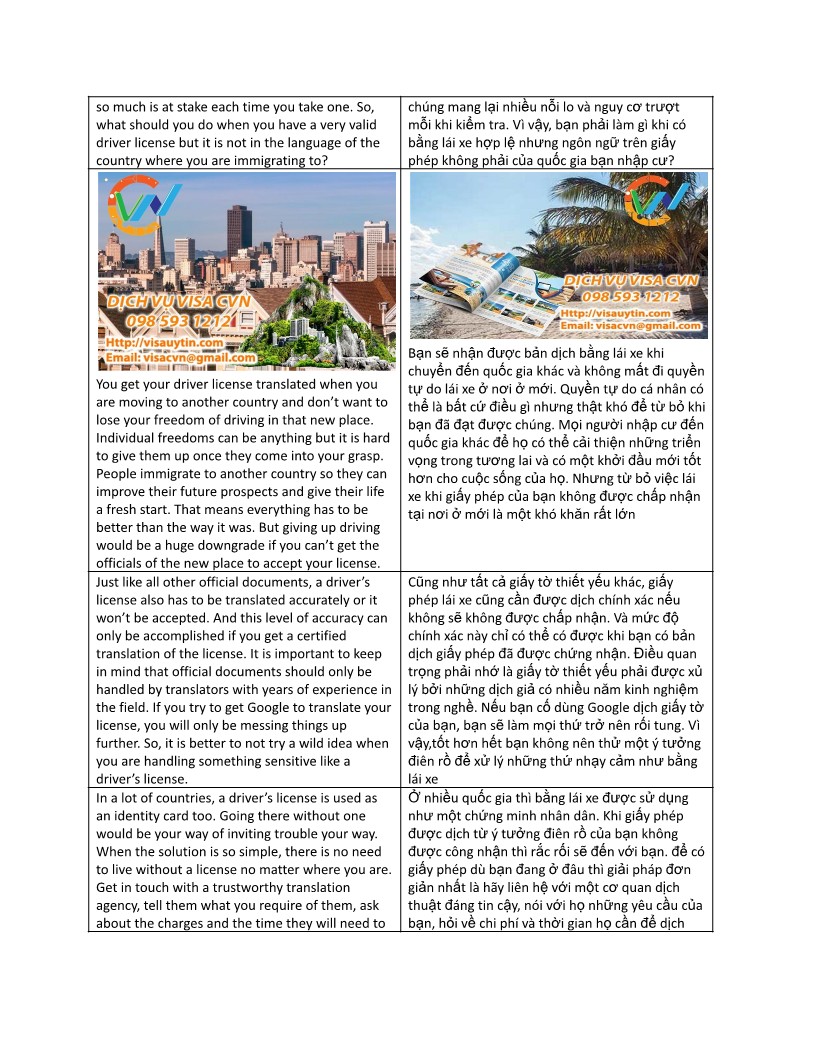 so much is at stake each time you take one. So,
what should you do when you have a very valid
driver license but it is not in the language of the
country where you are immigrating to?
chúng mang lại nhiều nỗi lo và nguy cơ trượt
mỗi khi kiểm tra. Vì vậy, bạn phải làm gì khi có
bằng lái xe hợp lệ nhưng ngôn ngữ trên giấy
phép không phải của quốc gia bạn nhập cư?
CVN
DỊCH VỤ VISA CVN
098 593 1212
Http://visauytin.com
Email: visacvn@gmail.com
You get your driver license translated when you
are moving to another country and don’t want to
lose your freedom of driving in that new place.
Individual freedoms can be anything but it is hard
to give them up once they come into your grasp.
People immigrate to another country so they can
improve their future prospects and give their life
a fresh start. That means everything has to be
better than the way it was. But giving up driving
would be a huge downgrade if you can’t get the
officials of the new place to accept your license.
CVN
DỊCH VỤ VISA CVN
098 593 1212
Http://visauytin.com
Email: visacvn@gmail.com
Bạn sẽ nhận được bản dịch bằng lái xe khi
chuyển đến quốc gia khác và không mất đi quyền
tự do lái xe ở nơi ở mới. Quyền tự do cá nhân có
thể là bất cứ điều gì nhưng thật khó để từ bỏ khi
bạn đã đạt được chúng. Mọi người nhập cư đến
quốc gia khác để họ có thể cải thiện những triển
vọng trong tương lai và có một khởi đầu mới tốt
hơn cho cuộc sống của họ. Nhưng từ bỏ việc lái
xe khi giấy phép của bạn không được chấp nhận
tại nơi ở mới là một khó khăn rất lớn
Just like all other official documents, a driver’s
license also has to be translated accurately or it
won’t be accepted. And this level of accuracy can
only be accomplished if you get a certified
translation of the license. It is important to keep
in mind that official documents should only be
handled by translators with years of experience in
the field. If you try to get Google to translate your
license, you will only be messing things up
further. So, it is better to not try a wild idea when
you are handling something sensitive like a
driver’s license.
Cũng như tất cả giấy tờ thiết yếu khác, giấy
phép lái xe cũng cần được dịch chính xác nếu
không sẽ không được chấp nhận. Và mức độ
chính xác này chỉ có thể có được khi bạn có bản
dịch giấy phép đã được chứng nhận. Điều quan
trọng phải nhớ là giấy tờ thiết yếu phải được xủ
lý bởi những dịch giả có nhiều năm kinh nghiệm
trong nghề. Nếu bạn cố dùng Google dịch giấy tờ
của bạn, bạn sẽ làm mọi thứ trở nên rối tung. Vì
vậy,tốt hơn hết bạn không nên thử một ý tưởng
điên rồ để xử lý những thứ nhạy cảm như bằng
lái xe
In a lot of countries, a driver’s license is used as
an identity card too. Going there without one
would be your way of inviting trouble your way.
When the solution is so simple, there is no need
to live without a license no matter where you are.
Get in touch with a trustworthy translation
agency, tell them what you require of them, ask
about the charges and the time they will need to
Ở nhiều quốc gia thì bằng lái xe được sử dụng
như một chứng minh nhân dân. Khi giấy phép
được dịch từ ý tưởng điên rồ của bạn không
được công nhận thì rắc rối sẽ đến với bạn. để có
giấy phép dù bạn đang ở đâu thì giải pháp đơn
giản nhất là hãy liên hệ với một cơ quan dịch
thuật đáng tin cậy, nói với họ những yêu cầu của
bạn, hỏi về chi phí và thời gian họ cần để dịch